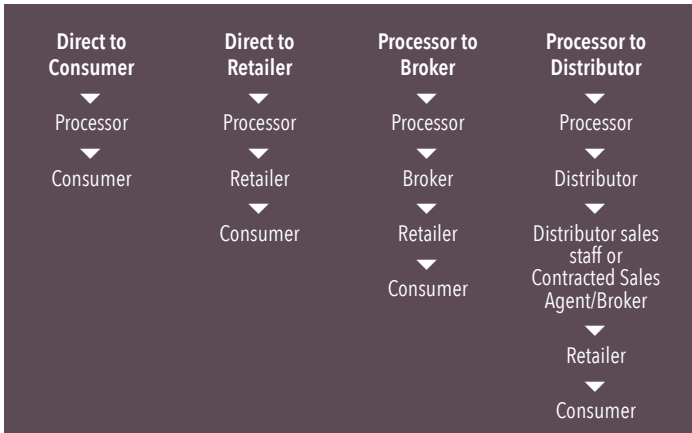 Direct to
Consumer
Processor
Consumer
Direct to
Retailer
Processor
Retailer
Consumer
Processor to
Broker
Processor
Broker
Retailer
Consumer
Processor to
Distributor
Processor
Distributor
Distributor sales
staff or
Contracted Sales
Agent/Broker
Retailer
Consumer